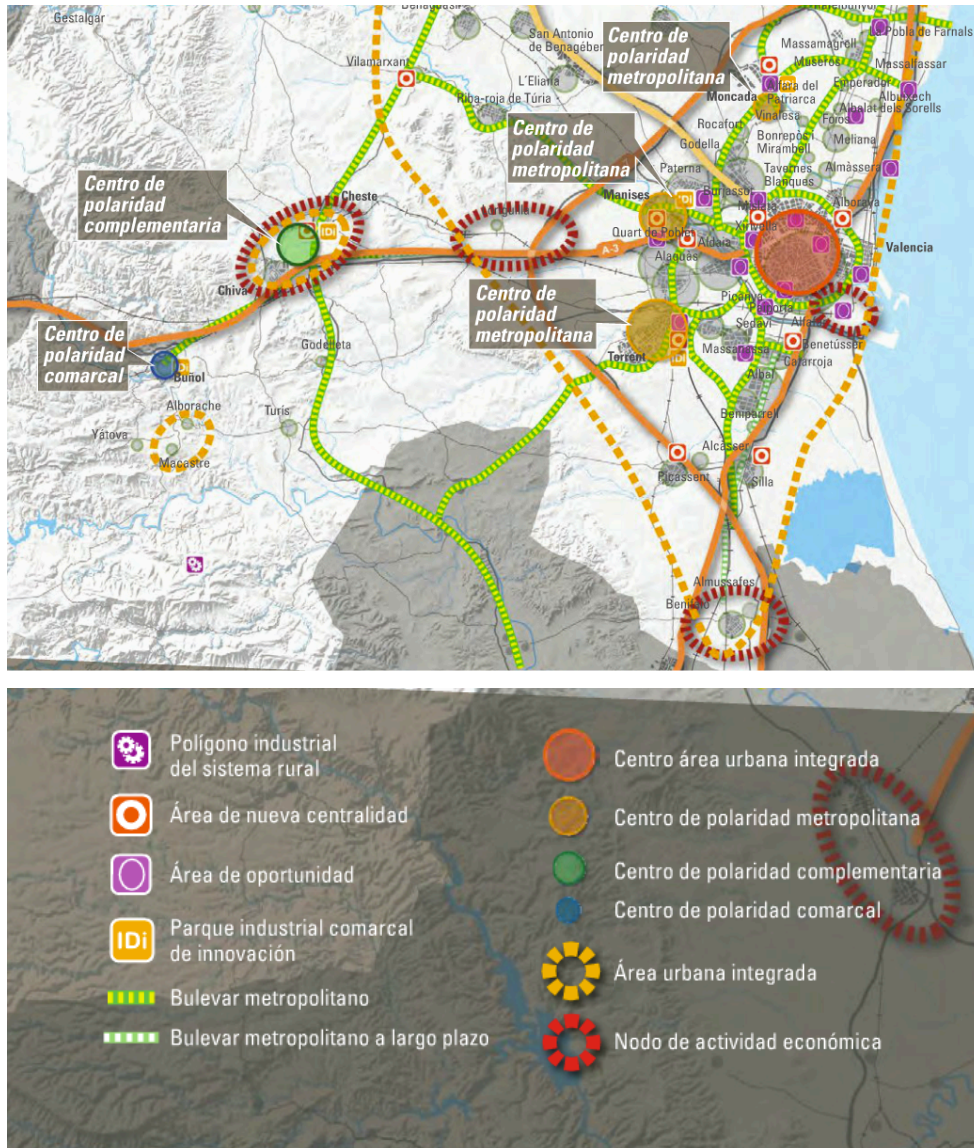 Gestalgar
San Antonio
de Benagéber
Centro de
polaridad
metropolitana
La Pobla de Farnals
Massamagrell
Museros
Massalfassar
Vilamarxant
L´Eliana
Riba-roja de Túria
Moncada
Alfara del
Patriarca
Emperador
Albuixech
Albalat dels Sorells
Vinalesa
Foios
Rocafort
Meliana
Bonrepòs i
Mirambell
Godella
Centro de
polaridad
metropolitana
Paterna
Tavernes
Blanques
Almàssera
Centro de
polaridad
complementaria
Cheste
Manises
IDi
Burjassot
Mislata
Alboraya
Xirivella
IDi
Quart de Poblet
Aldaia
Valencia
A-3
Alaquàs
Chiva
Centro de
polaridad
metropolitana
Picanya
Paiporta
Sedaví
Alfafar
Benetússer
Centro de
polaridad
comarcal
Godelleta
Torrent
IDi
Massanassa
Catarroja
Buñol
Albal
Alborache
Turís
Beniparrell
Yátova
Macastre
Alcàsser
Picassent
Silla
Almussafes
Benifaió
Polígono industrial
del sistema rural
Área de nueva centralidad
Área de oportunidad
IDi
Parque industrial comarcal
de innovación
Bulevar metropolitano
Bulevar metropolitano a largo plazo
Centro área urbana integrada
Centro de polaridad metropolitana
Centro de polaridad complementaria
Centro de polaridad comarcal
Área urbana integrada
Nodo de actividad económica